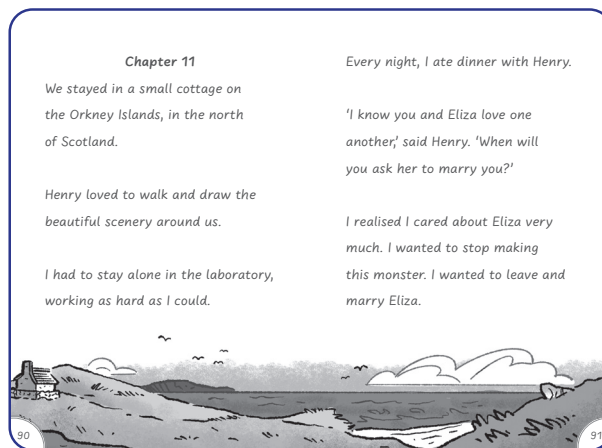 Chapter 11
We stayed in a small cottage on
the Orkney Islands, in the north
of Scotland.
Henry loved to walk and draw the
beautiful scenery around us.
I had to stay alone in the laboratory,
working as hard as I could.
90
Every night, I ate dinner with Henry.
‘I know you and Eliza love one
another,’ said Henry. ‘When will
you ask her to marry you?’
I realised I cared about Eliza very
much. I wanted to stop making
this monster. I wanted to leave and
marry Eliza.
91